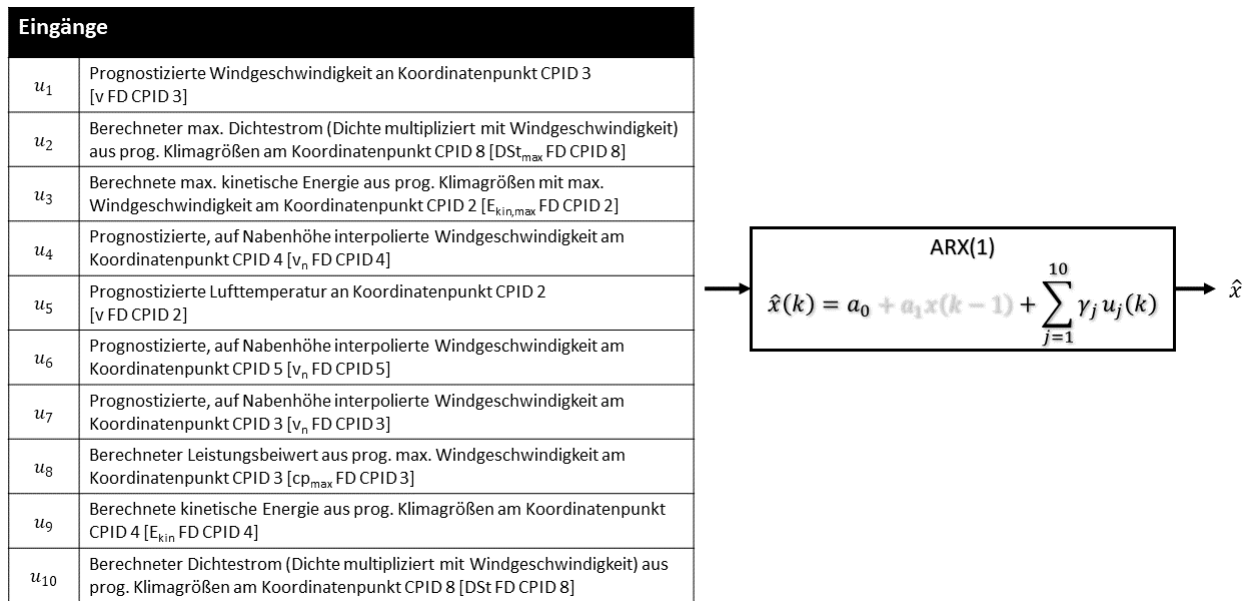 Eingänge
u₁
Prognostizierte Windgeschwindigkeit an Koordinatenpunkt CPID 3
[v FD CPID 3]
u₂
Berechneter max. Dichtestrom (Dichte multipliziert mit Windgeschwindigkeit)
aus prog. Klimagrößen am Koordinatenpunkt CPID 8 [DSt_max FD CPID 8]
u₃
Berechnete max. kinetische Energie aus prog. Klimagrößen mit max.
Windgeschwindigkeit am Koordinatenpunkt CPID 2 [E_kin,max FD CPID 2]
u₄
Prognostizierte, auf Nabenhöhe interpolierte Windgeschwindigkeit am
Koordinatenpunkt CPID 4 [vₙ FD CPID 4]
u₅
Prognostizierte Lufttemperatur an Koordinatenpunkt CPID 2
[v FD CPID 2]
u₆
Prognostizierte, auf Nabenhöhe interpolierte Windgeschwindigkeit am
Koordinatenpunkt CPID 5 [vₙ FD CPID 5]
u₇
Prognostizierte, auf Nabenhöhe interpolierte Windgeschwindigkeit am
Koordinatenpunkt CPID 3 [vₙ FD CPID 3]
u₈
Berechneter Leistungsbeiwert aus prog. max. Windgeschwindigkeit am
Koordinatenpunkt CPID 3 [cp_max FD CPID 3]
u₉
Berechnete kinetische Energie aus prog. Klimagrößen am Koordinatenpunkt
CPID 4 [E_kin FD CPID 4]
u₁₀
Berechneter Dichtestrom (Dichte multipliziert mit Windgeschwindigkeit) aus
prog. Klimagrößen am Koordinatenpunkt CPID 8 [DSt FD CPID 8]
ARX(1)
10
x̂(k) = a₀ + a₁x(k − 1) + ∑ γⱼ uⱼ(k)
j=1
x̂